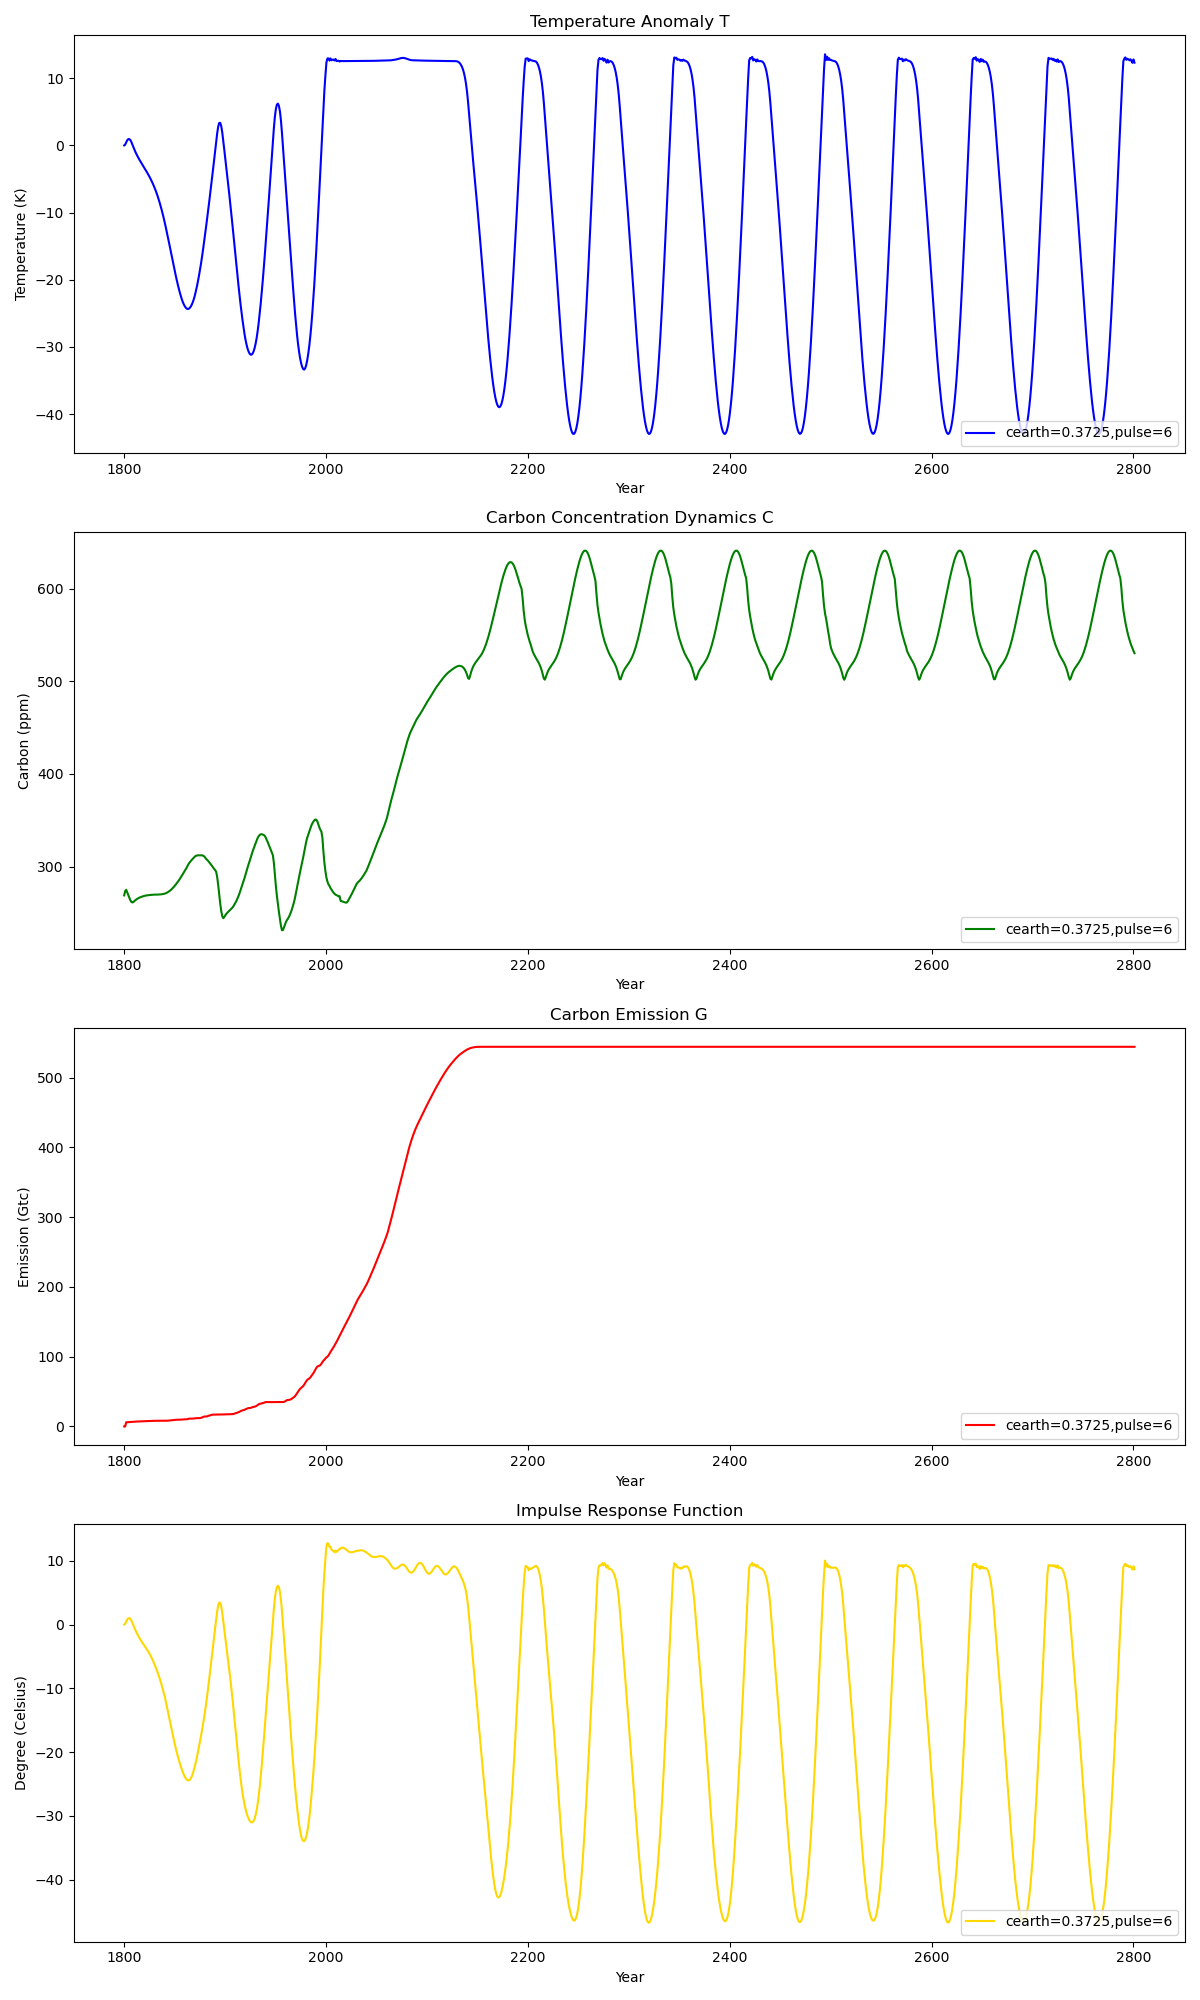 Temperature Anomaly T
Temperature (K)
10
0
−10
−20
−30
−40
cearth=0.3725,pulse=6
1800 2000 2200 2400 2600 2800
Year
Carbon Concentration Dynamics C
Carbon (ppm)
600
500
400
300
cearth=0.3725,pulse=6
1800 2000 2200 2400 2600 2800
Year
Carbon Emission G
Emission (Gtc)
500
400
300
200
100
0
cearth=0.3725,pulse=6
1800 2000 2200 2400 2600 2800
Year
Impulse Response Function
Degree (Celsius)
10
0
−10
−20
−30
−40
cearth=0.3725,pulse=6
1800 2000 2200 2400 2600 2800
Year